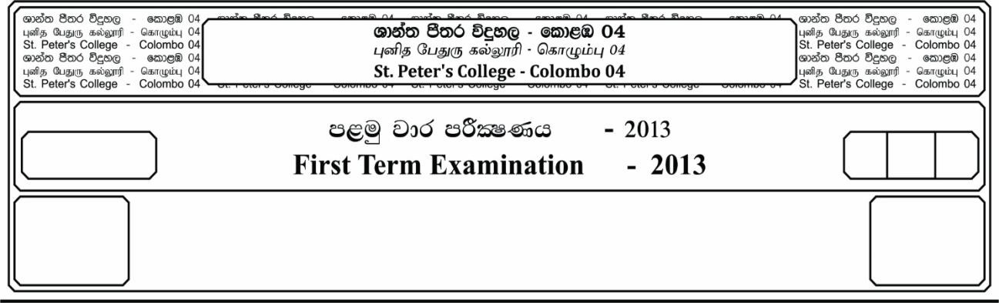 ශාන්ත පීතර විදුහල - කොළඹ 04
புனித பேதுரு கல்லூரி - கொழும்பு 04
St. Peter's College - Colombo 04
ශාන්ත පීතර විදුහල - කොළඹ 04
புனித பேதுரு கல்லூரி - கொழும்பு 04
St. Peter's College - Colombo 04
ශාන්ත පීතර විදුහල - කොළඹ 04
புனித பேதுரு கல்லூரி - கொழும்பு 04
St. Peter's College - Colombo 04
ශාන්ත පීතර විදුහල - කොළඹ 04
புனித பேதுரு கல்லூரி - கொழும்பு 04
St. Peter's College - Colombo 04
ශාන්ත පීතර විදුහල - කොළඹ 04
புனித பேதுரு கல்லூரி - கொழும்பு 04
St. Peter's College - Colombo 04
පළමු වාර පරීක්ෂණය - 2013
First Term Examination - 2013